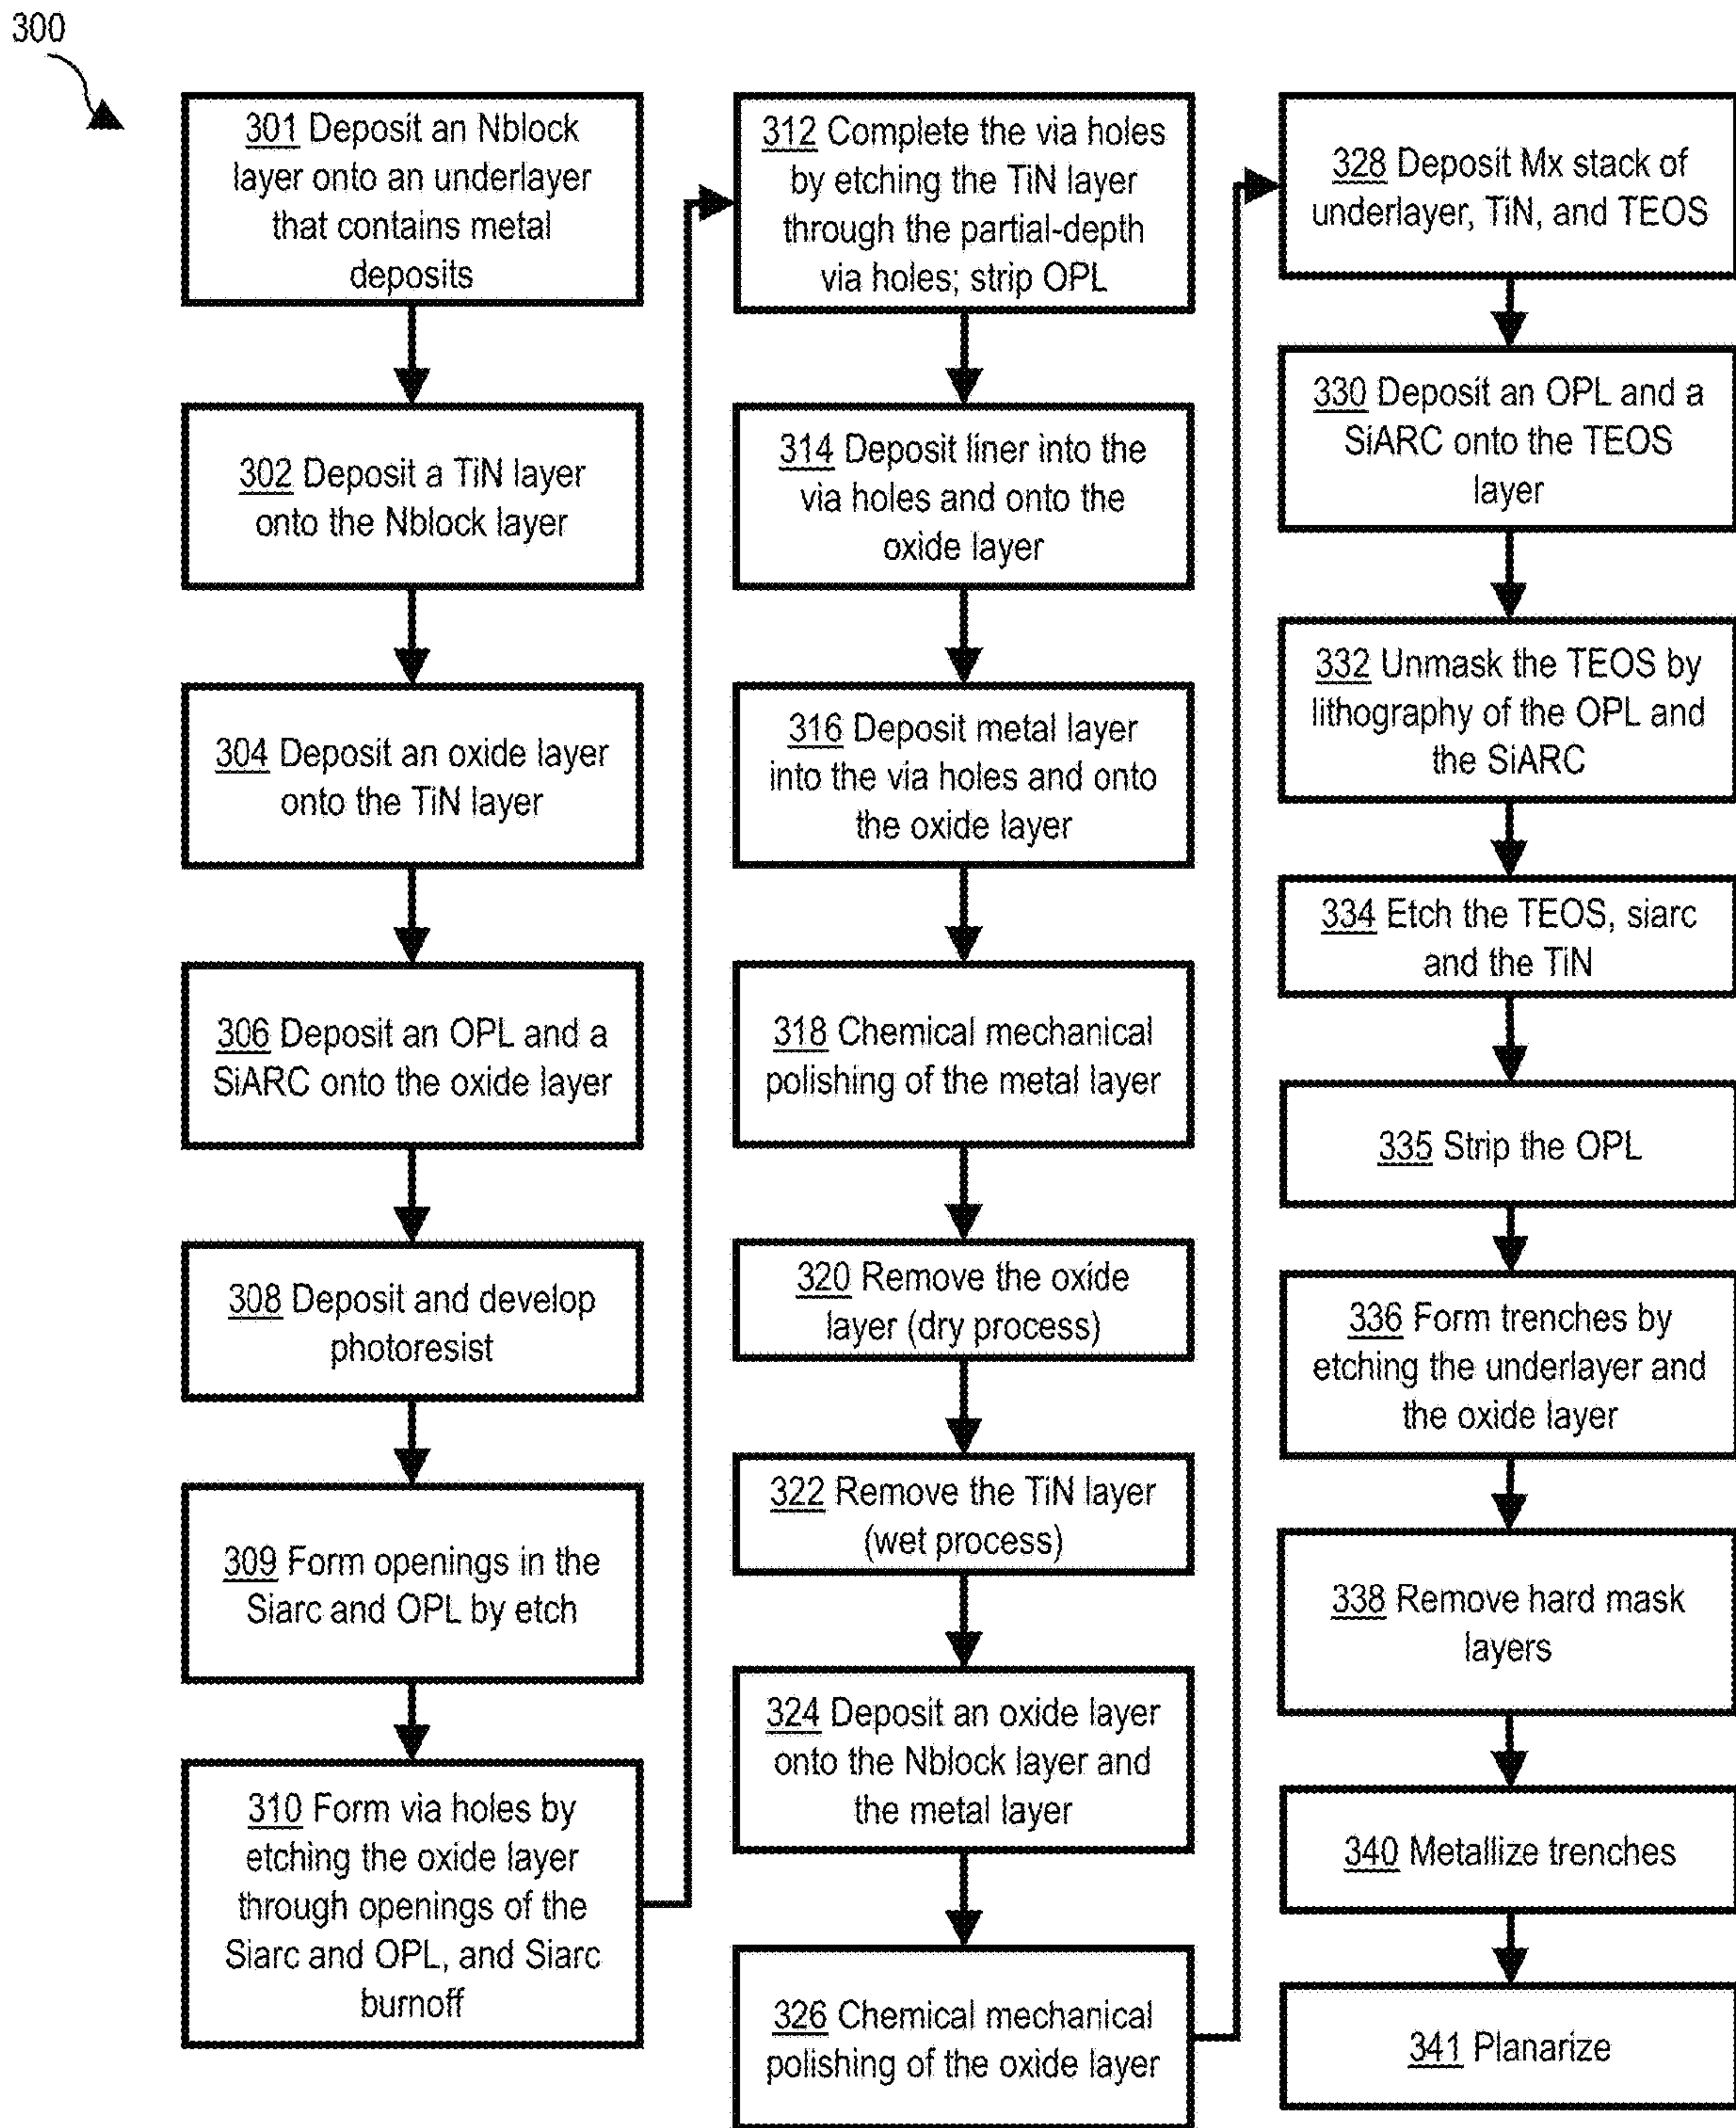 300
301 Deposit an Nblock
layer onto an underlayer
that contains metal
deposits
302 Deposit a TiN layer
onto the Nblock layer
304 Deposit an oxide layer
onto the TiN layer
306 Deposit an OPL and a
SiARC onto the oxide layer
308 Deposit and develop
photoresist
309 Form openings in the
Siarc and OPL by etch
310 Form via holes by
etching the oxide layer
through openings of the
Siarc and OPL, and Siarc
burnoff
312 Complete the via holes
by etching the TiN layer
through the partial-depth
via holes; strip OPL
314 Deposit liner into the
via holes and onto the
oxide layer
316 Deposit metal layer
into the via holes and onto
the oxide layer
318 Chemical mechanical
polishing of the metal layer
320 Remove the oxide
layer (dry process)
322 Remove the TiN layer
(wet process)
324 Deposit an oxide layer
onto the Nblock layer and
the metal layer
326 Chemical mechanical
polishing of the oxide layer
328 Deposit Mx stack of
underlayer, TiN, and TEOS
330 Deposit an OPL and a
SiARC onto the TEOS
layer
332 Unmask the TEOS by
lithography of the OPL and
the SiARC
334 Etch the TEOS, siarc
and the TiN
335 Strip the OPL
336 Form trenches by
etching the underlayer and
the oxide layer
338 Remove hard mask
layers
340 Metallize trenches
341 Planarize